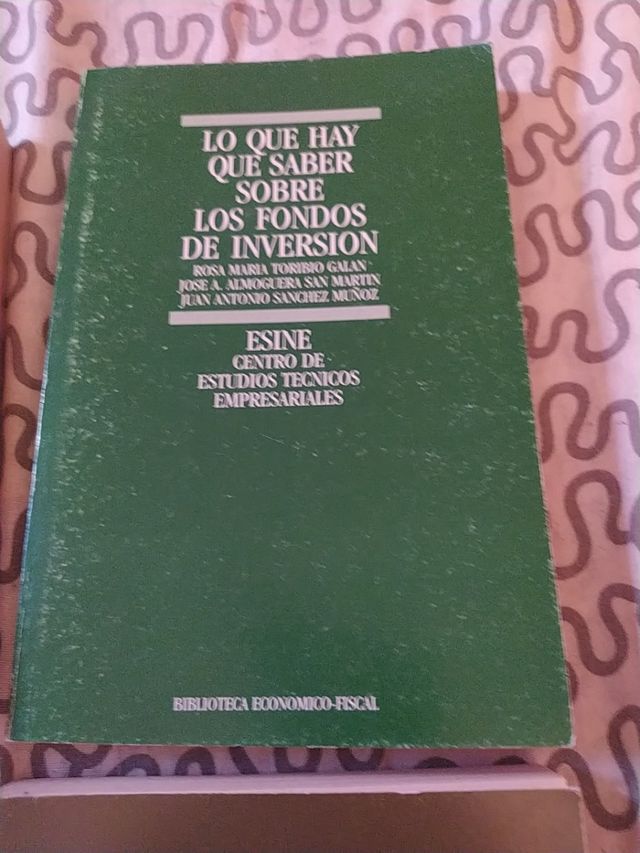 LO QUE HAY
QUE SABER
SOBRE
LOS FONDOS
DE INVERSION
ROSA MARIA TORIBIO GALAN
JOSE A. ALMOGUERA SAN MARTIN
JUAN ANTONIO SANCHEZ MUÑOZ
ESINE
CENTRO DE
ESTUDIOS TECNICOS
EMPRESARIALES
BIBLIOTECA ECONOMICO-FISCAL